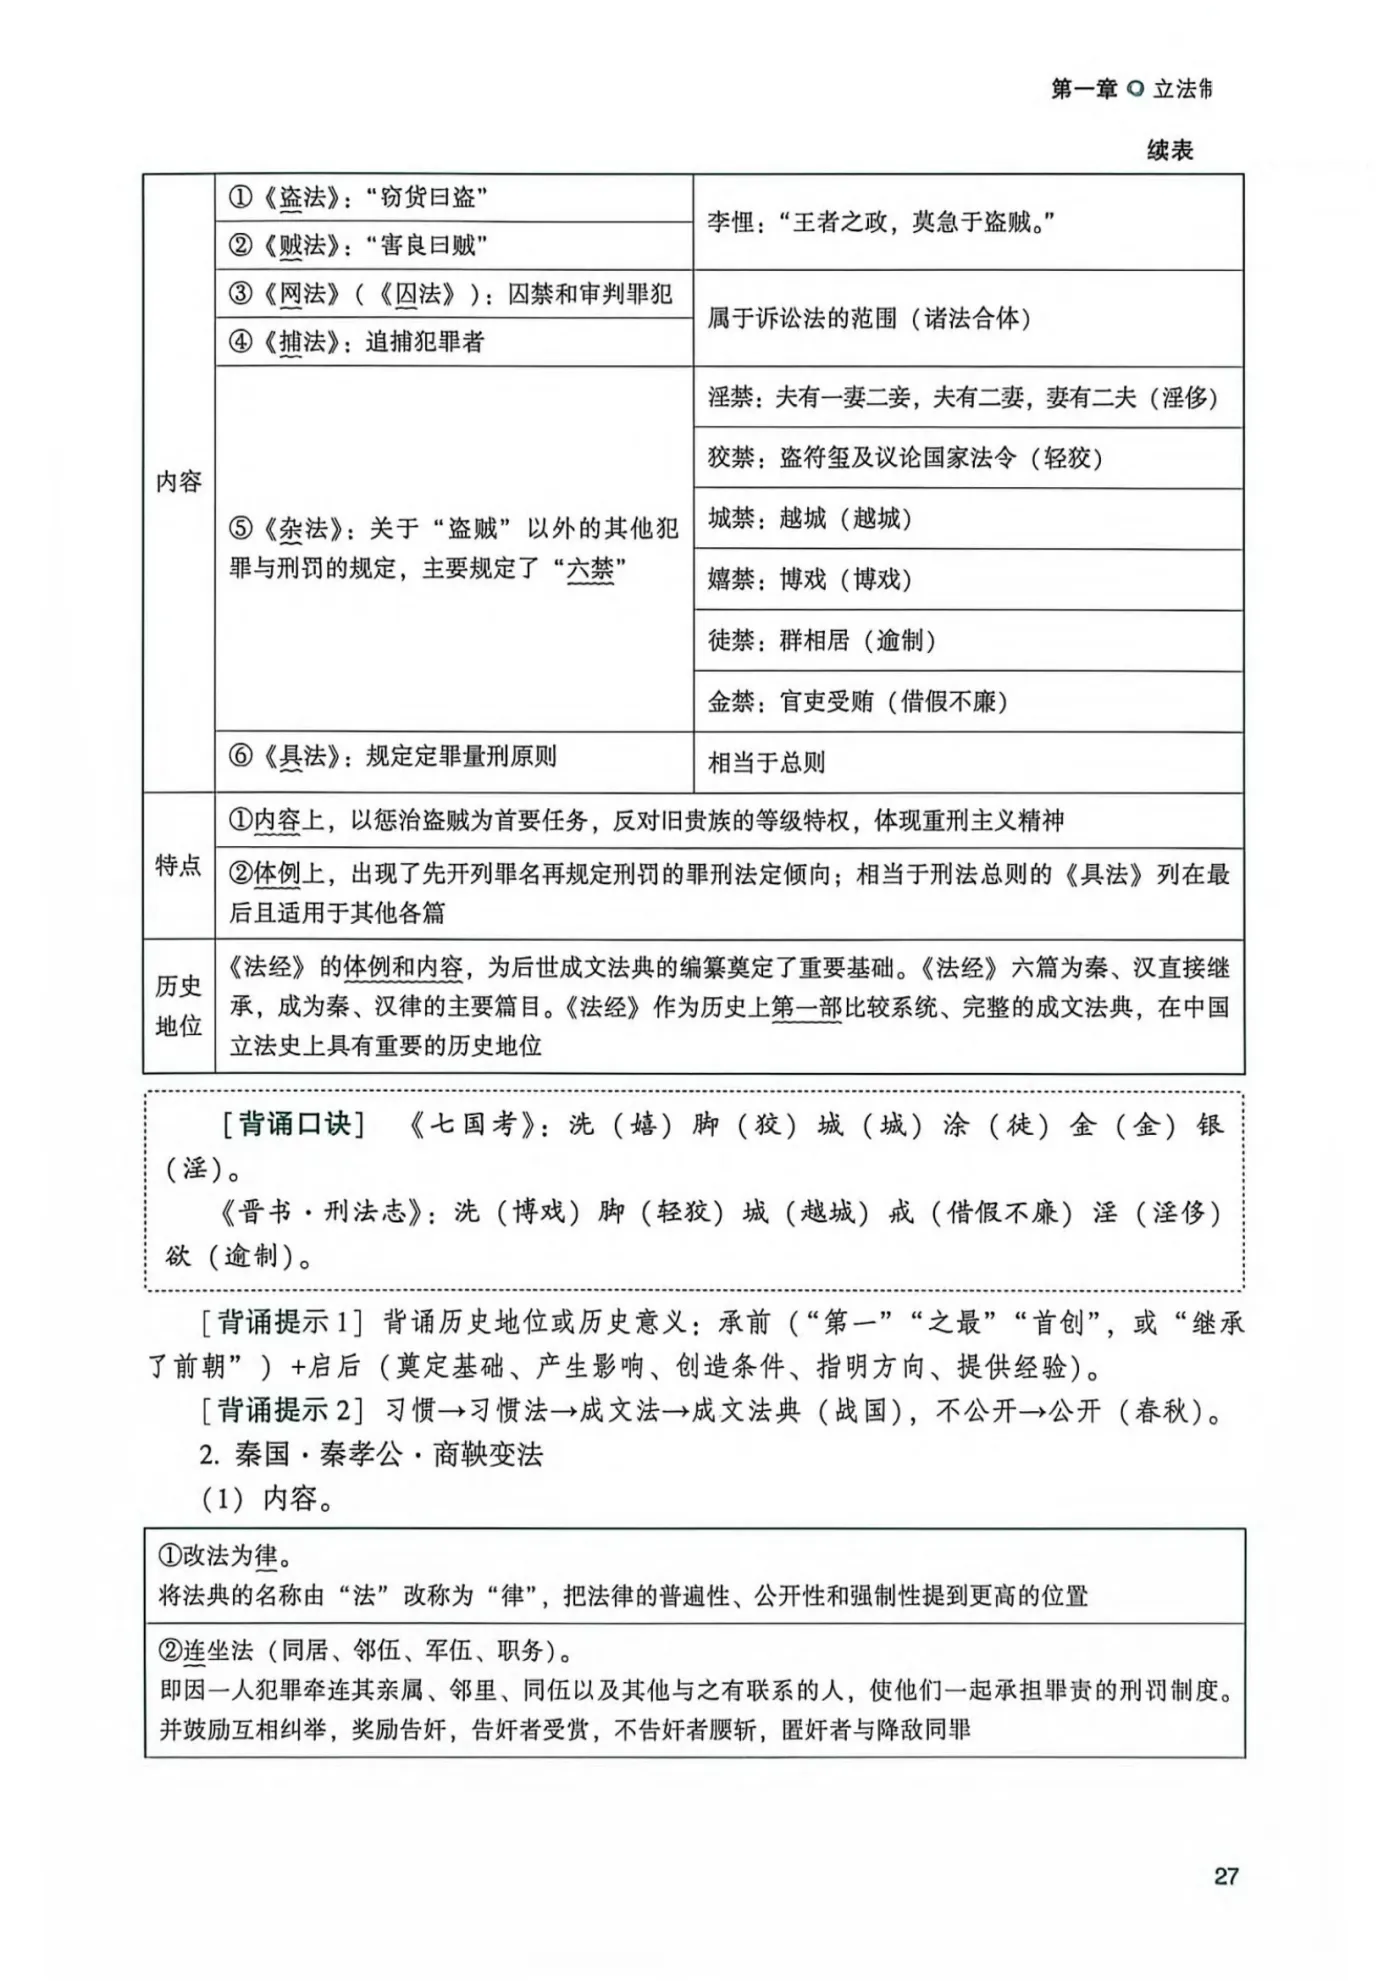 第一章 立法制
续表
内容
①《盗法》：“窃货曰盗”
李悝：“王者之政，莫急于盗贼。”
②《贼法》：“害良曰贼”
③《网法》(《囚法》)：囚禁和审判罪犯
属于诉讼法的范围（诸法合体）
④《捕法》：追捕犯罪者
⑤《杂法》：关于“盗贼”以外的其他犯
罪与刑罚的规定，主要规定了“六禁”
淫禁：夫有一妻二妾，夫有二妻，妻有二夫（淫侈）
狡禁：盗符玺及议论国家法令（轻狡）
城禁：越城（越城）
嬉禁：博戏（博戏）
徒禁：群相居（逾制）
金禁：官吏受贿（借假不廉）
⑥《具法》：规定定罪量刑原则
相当于总则
特点
①内容上，以惩治盗贼为首要任务，反对旧贵族的等级特权，体现重刑主义精神
②体例上，出现了先开列罪名再规定刑罚的罪刑法定倾向；相当于刑法总则的《具法》列在最
后且适用于其他各篇
历史
地位
《法经》的体例和内容，为后世成文法典的编纂奠定了重要基础。《法经》六篇为秦、汉直接继
承，成为秦、汉律的主要篇目。《法经》作为历史上第一部比较系统、完整的成文法典，在中国
立法史上具有重要的历史地位
[背诵口诀] 《七国考》：洗（嬉）脚（狡）城（城）涂（徒）金（金）银
（淫）。
《晋书·刑法志》：洗（博戏）脚（轻狡）城（越城）戒（借假不廉）淫（淫侈）
欲（逾制）。
[背诵提示1] 背诵历史地位或历史意义：承前（“第一”“之最”“首创”，或“继承
了前朝”）+启后（奠定基础、产生影响、创造条件、指明方向、提供经验）。
[背诵提示2] 习惯→习惯法→成文法→成文法典（战国），不公开→公开（春秋）。
2. 秦国·秦孝公·商鞅变法
（1）内容。
①改法为律。
将法典的名称由“法”改称为“律”，把法律的普遍性、公开性和强制性提到更高的位置
②连坐法（同居、邻伍、军伍、职务）。
即因一人犯罪牵连其亲属、邻里、同伍以及其他与之有联系的人，使他们一起承担罪责的刑罚制度。
并鼓励互相纠举，奖励告奸，告奸者受赏，不告奸者腰斩，匿奸者与降敌同罪
27